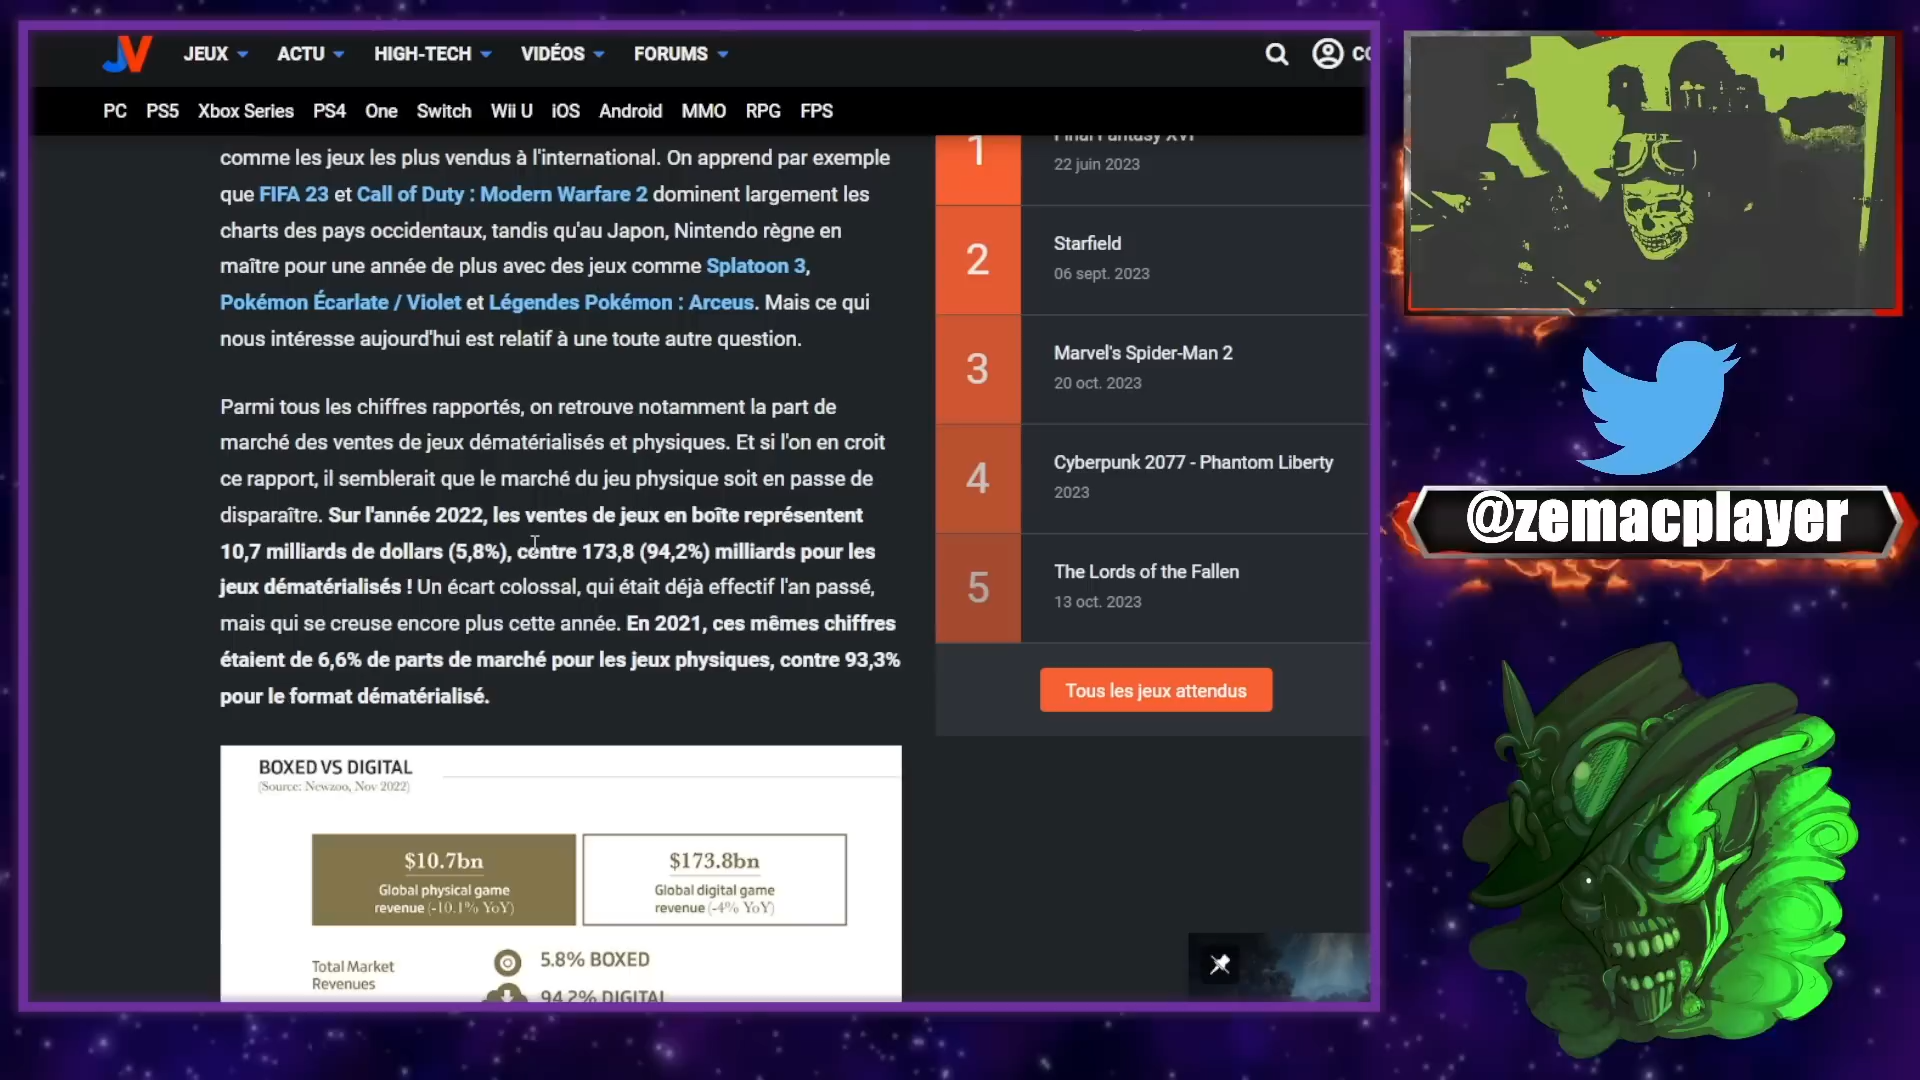 JV JEUX ACTU HIGH-TECH VIDÉOS FORUMS
PC PS5 Xbox Series PS4 One Switch Wii U iOS Android MMO RPG FPS
comme les jeux les plus vendus à l'international. On apprend par exemple
que FIFA 23 et Call of Duty : Modern Warfare 2 dominent largement les
charts des pays occidentaux, tandis qu'au Japon, Nintendo règne en
maître pour une année de plus avec des jeux comme Splatoon 3,
Pokémon Écarlate / Violet et Légendes Pokémon : Arceus. Mais ce qui
nous intéresse aujourd'hui est relatif à une toute autre question.
Parmi tous les chiffres rapportés, on retrouve notamment la part de
marché des ventes de jeux dématérialisés et physiques. Et si l'on en croit
ce rapport, il semblerait que le marché du jeu physique soit en passe de
disparaître. Sur l'année 2022, les ventes de jeux en boîte représentent
10,7 milliards de dollars (5,8%), contre 173,8 (94,2%) milliards pour les
jeux dématérialisés ! Un écart colossal, qui était déjà effectif l'an passé,
mais qui se creuse encore plus cette année. En 2021, ces mêmes chiffres
étaient de 6,6% de parts de marché pour les jeux physiques, contre 93,3%
pour le format dématérialisé.
BOXED VS DIGITAL
(Source: Newzoo, Nov 2022)
$10.7bn
Global physical game
revenue (-10.1% YoY)
$173.8bn
Global digital game
revenue (-4% YoY)
Total Market
Revenues
5.8% BOXED
94.2% DIGITAL
1
Final Fantasy XVI
22 juin 2023
2
Starfield
06 sept. 2023
3
Marvel's Spider-Man 2
20 oct. 2023
4
Cyberpunk 2077 - Phantom Liberty
2023
5
The Lords of the Fallen
13 oct. 2023
Tous les jeux attendus
@zemacplayer